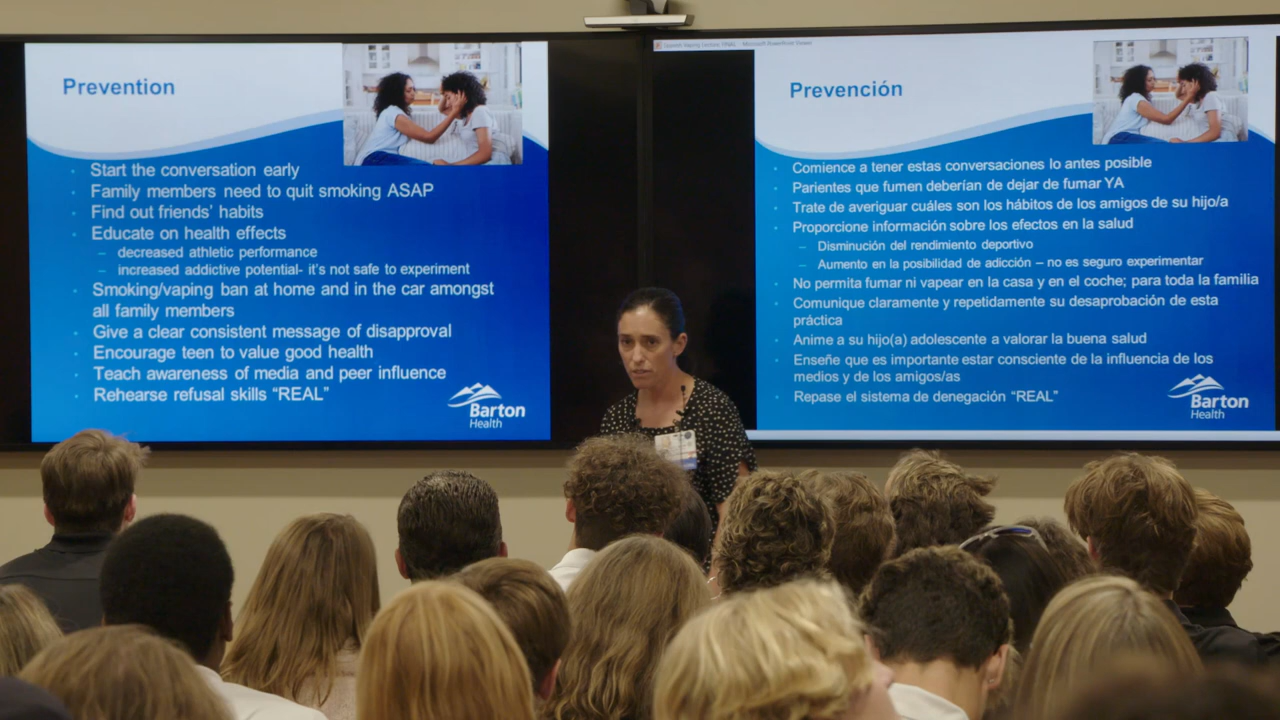 Prevention
Start the conversation early
Family members need to quit smoking ASAP
Find out friends' habits
Educate on health effects
– decreased athletic performance
– increased addictive potential- it's not safe to experiment
Smoking/vaping ban at home and in the car amongst
all family members
Give a clear consistent message of disapproval
Encourage teen to value good health
Teach awareness of media and peer influence
Rehearse refusal skills "REAL"
Barton
Health
Microsoft PowerPoint Viewer
Prevención
Comience a tener estas conversaciones lo antes posible
Parientes que fumen deberían de dejar de fumar YA
Trate de averiguar cuáles son los hábitos de los amigos de su hijo/a
Proporcione información sobre los efectos en la salud
– Disminución del rendimiento deportivo
– Aumento en la posibilidad de adicción – no es seguro experimentar
No permita fumar ni vapear en la casa y en el coche; para toda la familia
Comunique claramente y repetidamente su desaprobación de esta
práctica
Anime a su hijo(a) adolescente a valorar la buena salud
Enseñe que es importante estar consciente de la influencia de los
medios y de los amigos/as
Repase el sistema de denegación "REAL"
Barton
Health